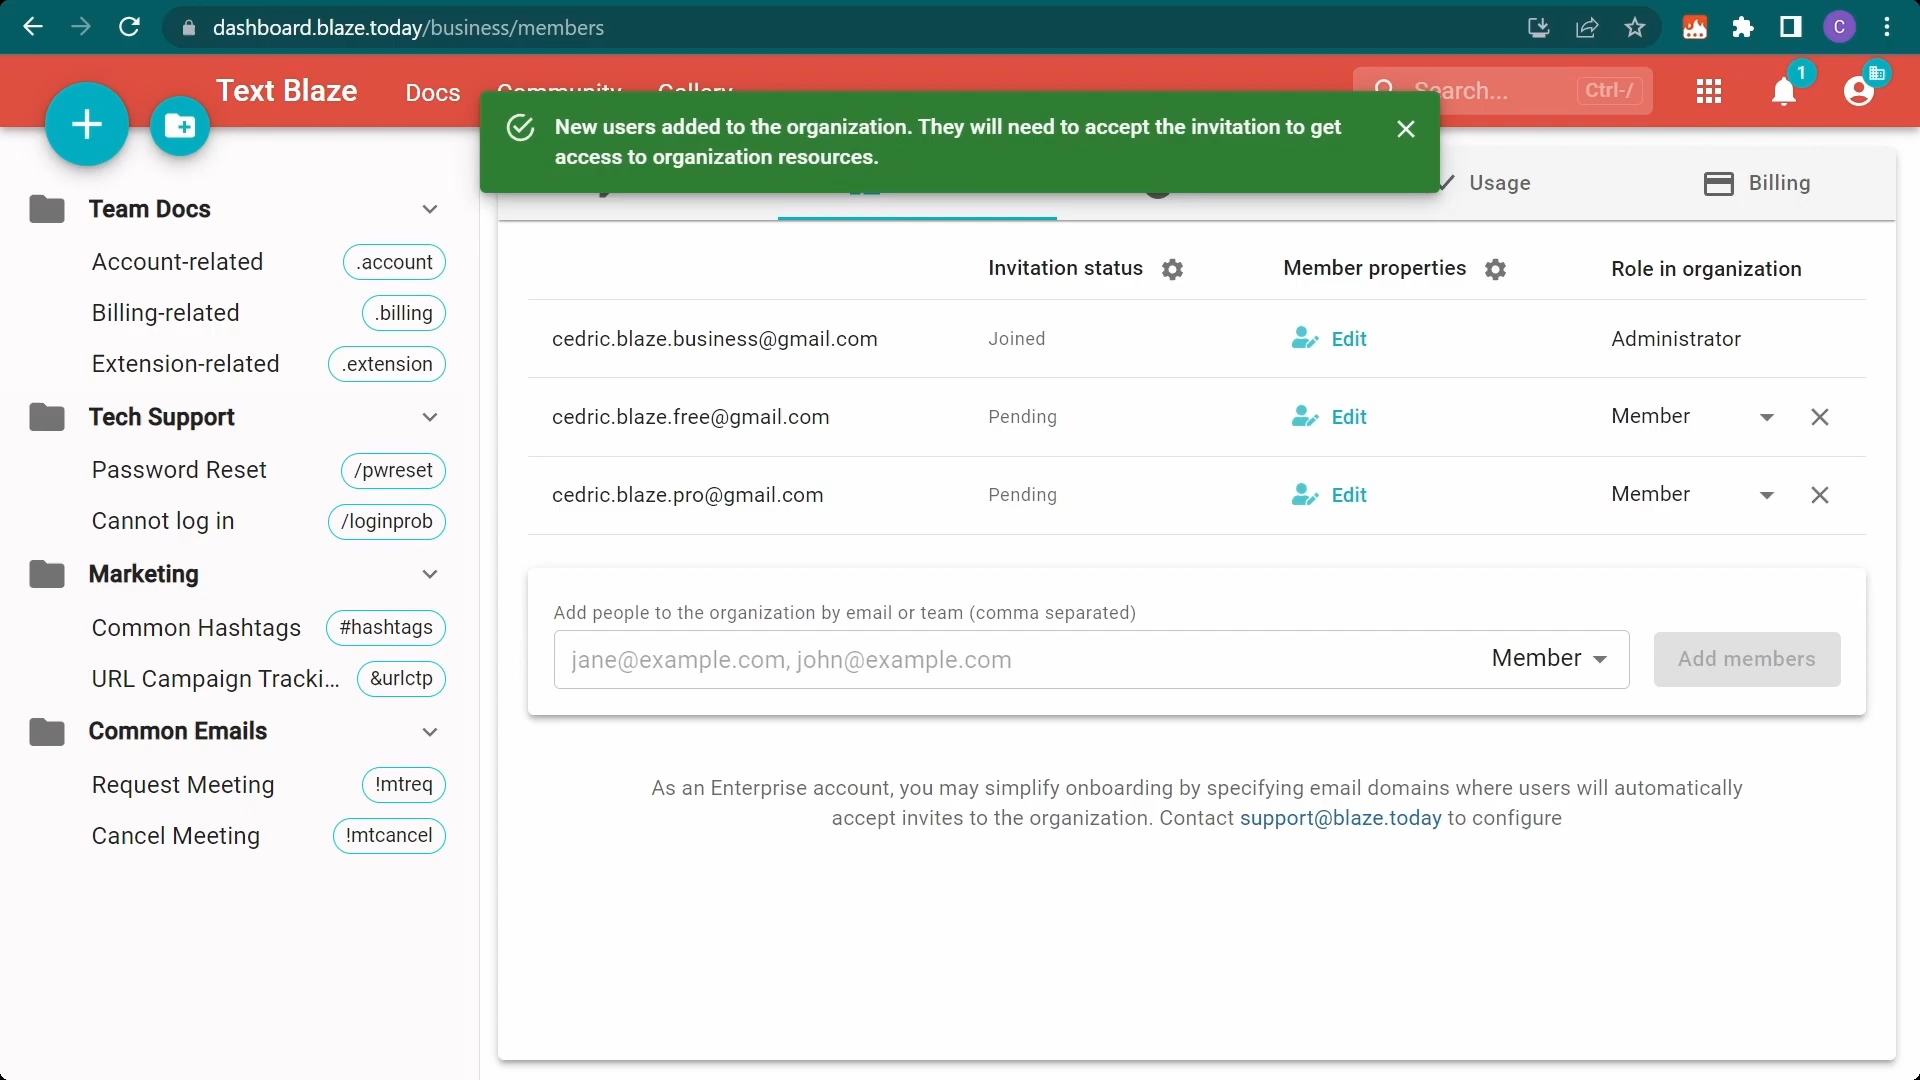 dashboard.blaze.today/business/members
C
Text Blaze
Docs
Community
Gallery
Search...
Ctrl-/
1
New users added to the organization. They will need to accept the invitation to get
access to organization resources.
Usage
Billing
Team Docs
Account-related
.account
Billing-related
.billing
Extension-related
.extension
Tech Support
Password Reset
/pwreset
Cannot log in
/loginprob
Marketing
Common Hashtags
#hashtags
URL Campaign Tracki...
&urlctp
Common Emails
Request Meeting
!mtreq
Cancel Meeting
!mtcancel
Invitation status
Member properties
Role in organization
cedric.blaze.business@gmail.com
Joined
Edit
Administrator
cedric.blaze.free@gmail.com
Pending
Edit
Member
cedric.blaze.pro@gmail.com
Pending
Edit
Member
Add people to the organization by email or team (comma separated)
jane@example.com, john@example.com
Member
Add members
As an Enterprise account, you may simplify onboarding by specifying email domains where users will automatically
accept invites to the organization. Contact support@blaze.today to configure